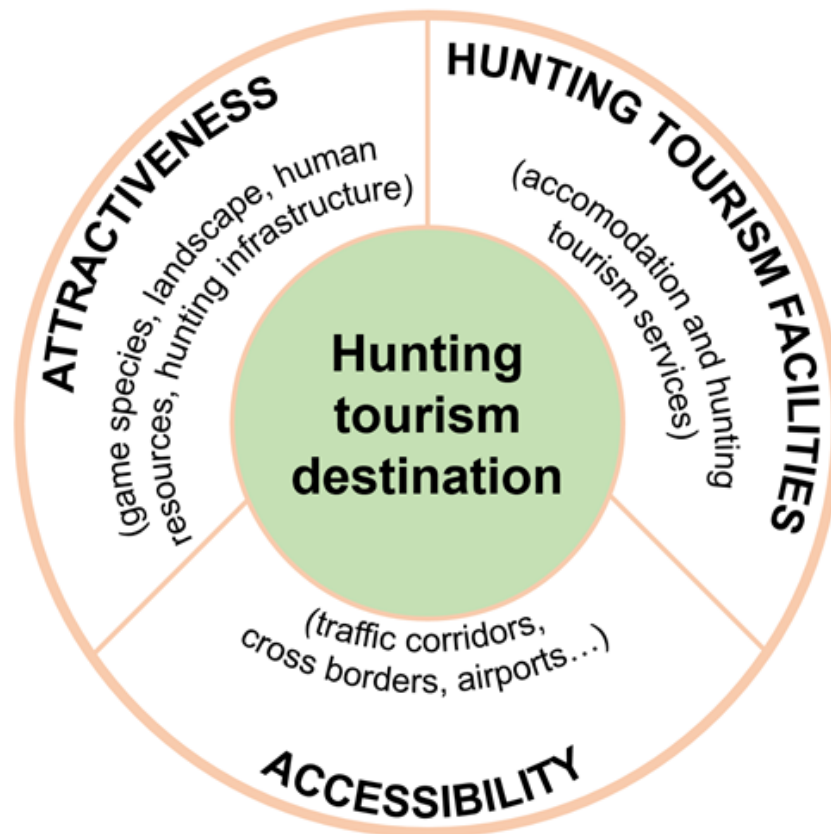 ATTRACTIVENESS
(game species, landscape, human
resources, hunting infrastructure)
HUNTING TOURISM FACILITIES
(accomodation and hunting
tourism services)
Hunting
tourism
destination
(traffic corridors,
cross borders, airports...)
ACCESSIBILITY